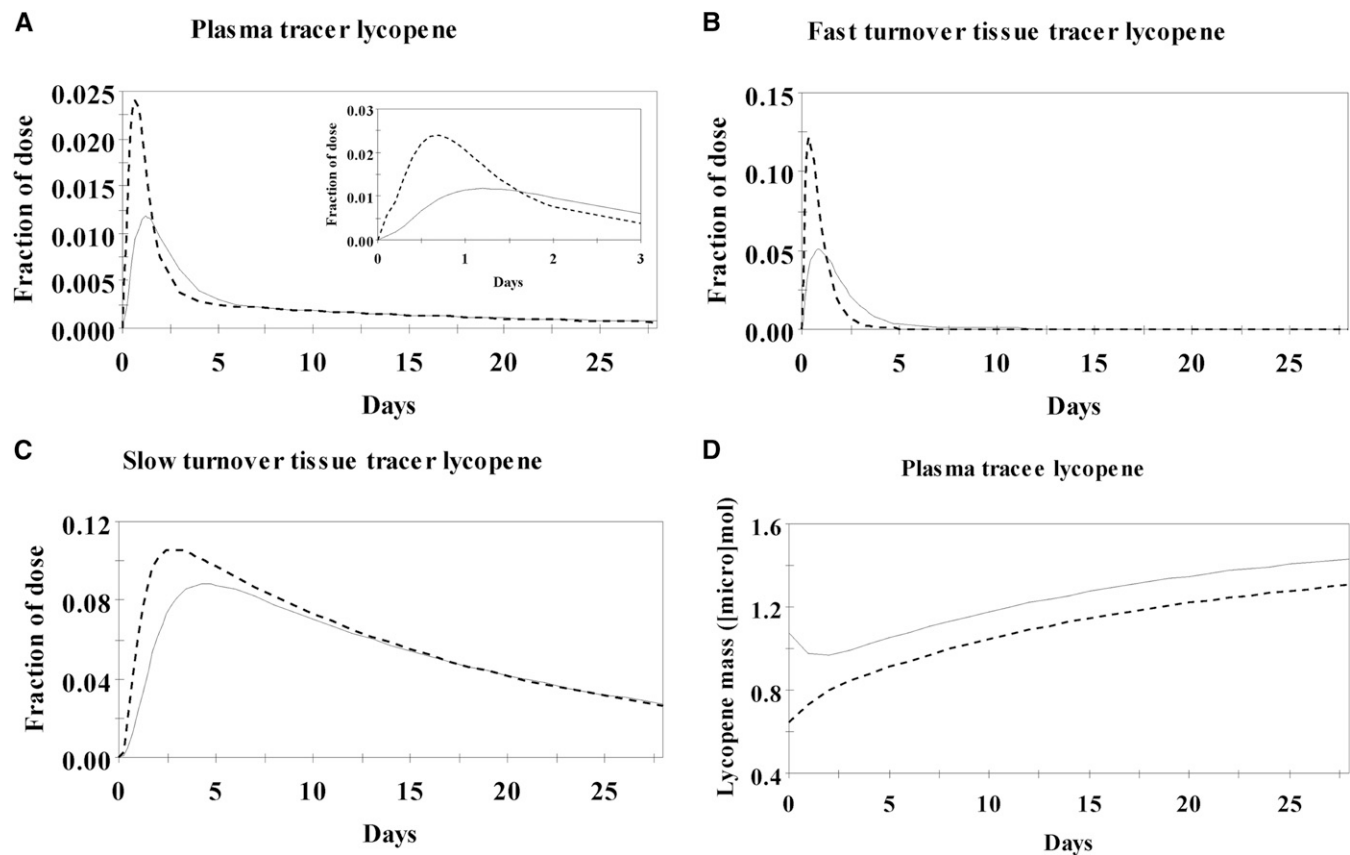 A
Plasma tracer lycopene
Fraction of dose
0.025
0.020
0.015
0.010
0.005
0.000
0 5 10 15 20 25
Days
Fraction of dose
0.03
0.02
0.01
0.00
0 1 2 3
Days
B
Fast turnover tissue tracer lycopene
Fraction of dose
0.15
0.10
0.05
0.00
0 5 10 15 20 25
Days
C
Slow turnover tissue tracer lycopene
Fraction of dose
0.12
0.08
0.04
0.00
0 5 10 15 20 25
Days
D
Plasma tracee lycopene
Lycopene mass ([micro]mol
1.6
1.2
0.8
0.4
0 5 10 15 20 25
Days